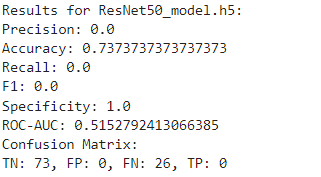 Results for ResNet50_model.h5:
Precision: 0.0
Accuracy: 0.7373737373737373
Recall: 0.0
F1: 0.0
Specificity: 1.0
ROC-AUC: 0.5152792413066385
Confusion Matrix:
TN: 73, FP: 0, FN: 26, TP: 0